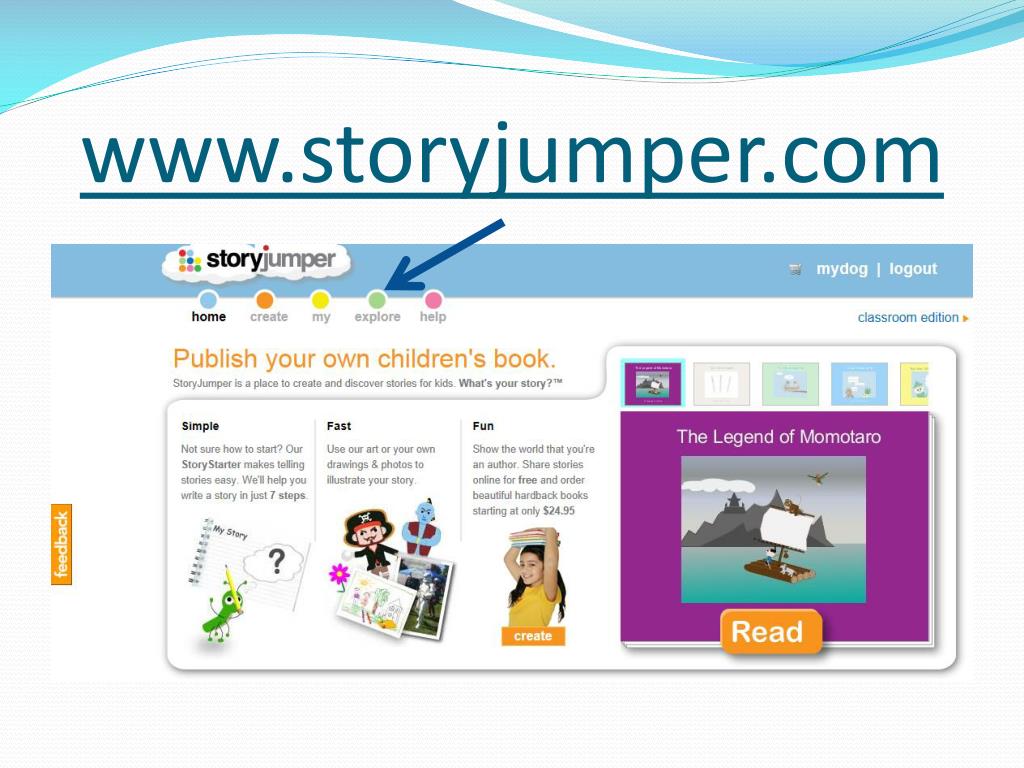 www.storyjumper.com
storyjumper
mydog | logout
home create my explore help
classroom edition
Publish your own children's book.
StoryJumper is a place to create and discover stories for kids. What's your story?™
Simple
Not sure how to start? Our
StoryStarter makes telling
stories easy. We'll help you
write a story in just 7 steps.
My Story
?
Fast
Use our art or your own
drawings & photos to
illustrate your story.
Fun
Show the world that you're
an author. Share stories
online for free and order
beautiful hardback books
starting at only $24.95
create
The Legend of Momotaro
The Legend of Momotaro
Read
feedback